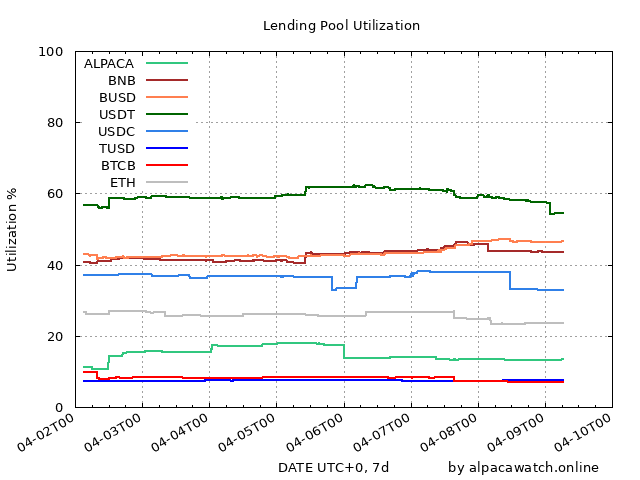 Lending Pool Utilization
100
80
60
40
20
0
Utilization %
ALPACA
BNB
BUSD
USDT
USDC
TUSD
BTCB
ETH
04-02T00
04-03T00
04-04T00
04-05T00
04-06T00
04-07T00
04-08T00
04-09T00
04-10T00
DATE UTC+0, 7d
by alpacawatch.online